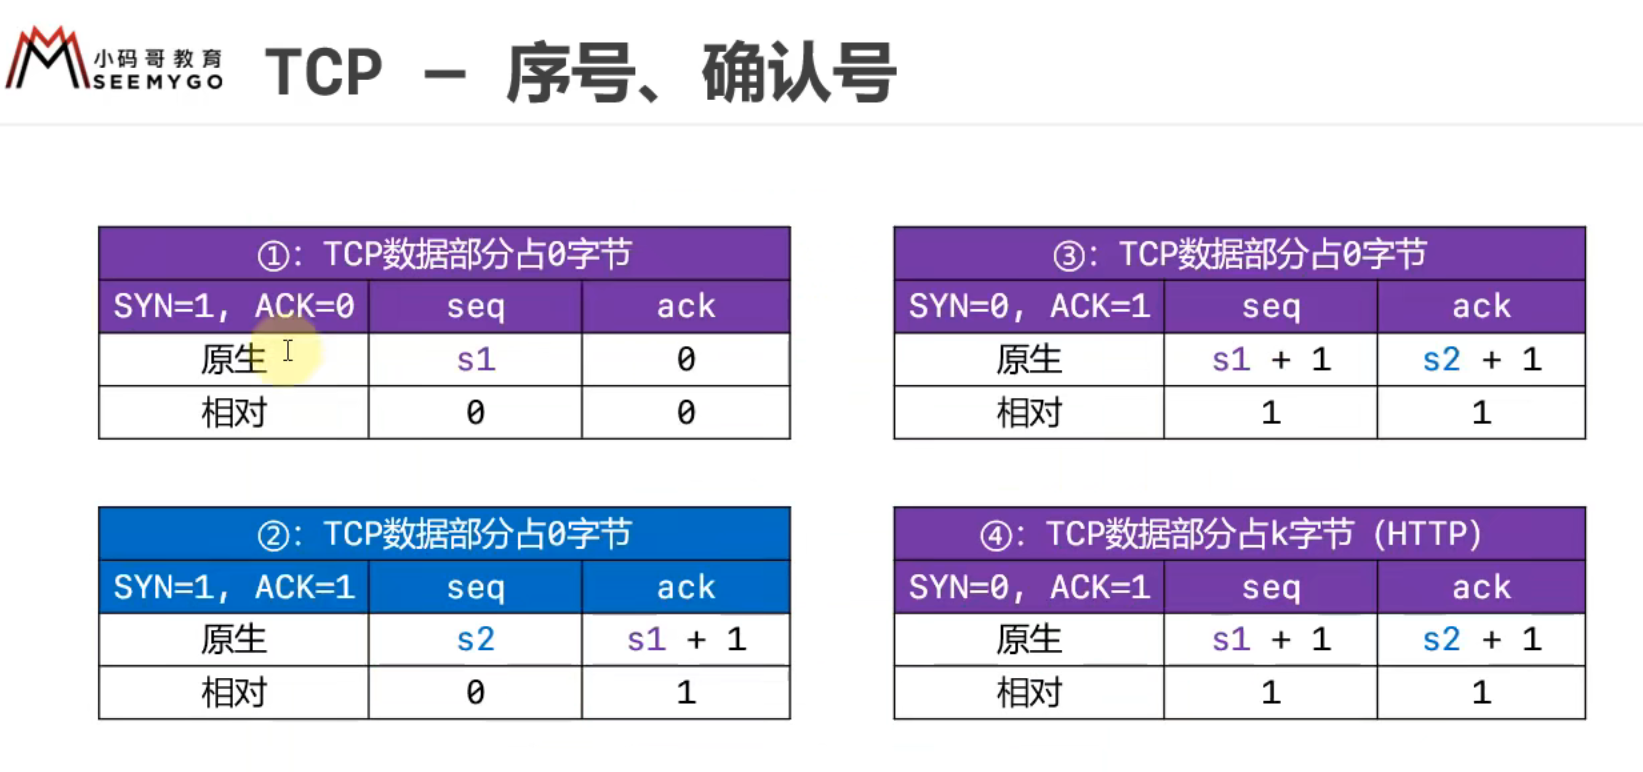 小码哥教育
SEEMYGO
TCP – 序号、确认号
①: TCP数据部分占0字节
SYN=1, ACK=0 seq ack
原生 s1 0
相对 0 0
③: TCP数据部分占0字节
SYN=0, ACK=1 seq ack
原生 s1 + 1 s2 + 1
相对 1 1
②: TCP数据部分占0字节
SYN=1, ACK=1 seq ack
原生 s2 s1 + 1
相对 0 1
④: TCP数据部分占k字节 (HTTP)
SYN=0, ACK=1 seq ack
原生 s1 + 1 s2 + 1
相对 1 1